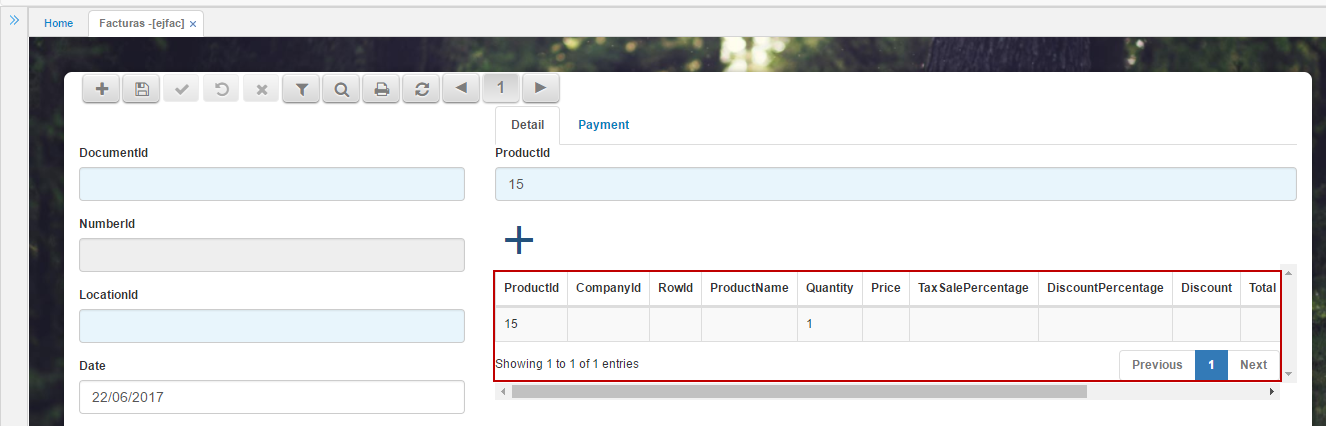 Home Facturas -[ejfac] ×
1
Detail Payment
DocumentId
ProductId
15
NumberId
LocationId
ProductId CompanyId RowId ProductName Quantity Price TaxSalePercentage DiscountPercentage Discount Total
15 1
Showing 1 to 1 of 1 entries
Previous 1 Next
Date
22/06/2017